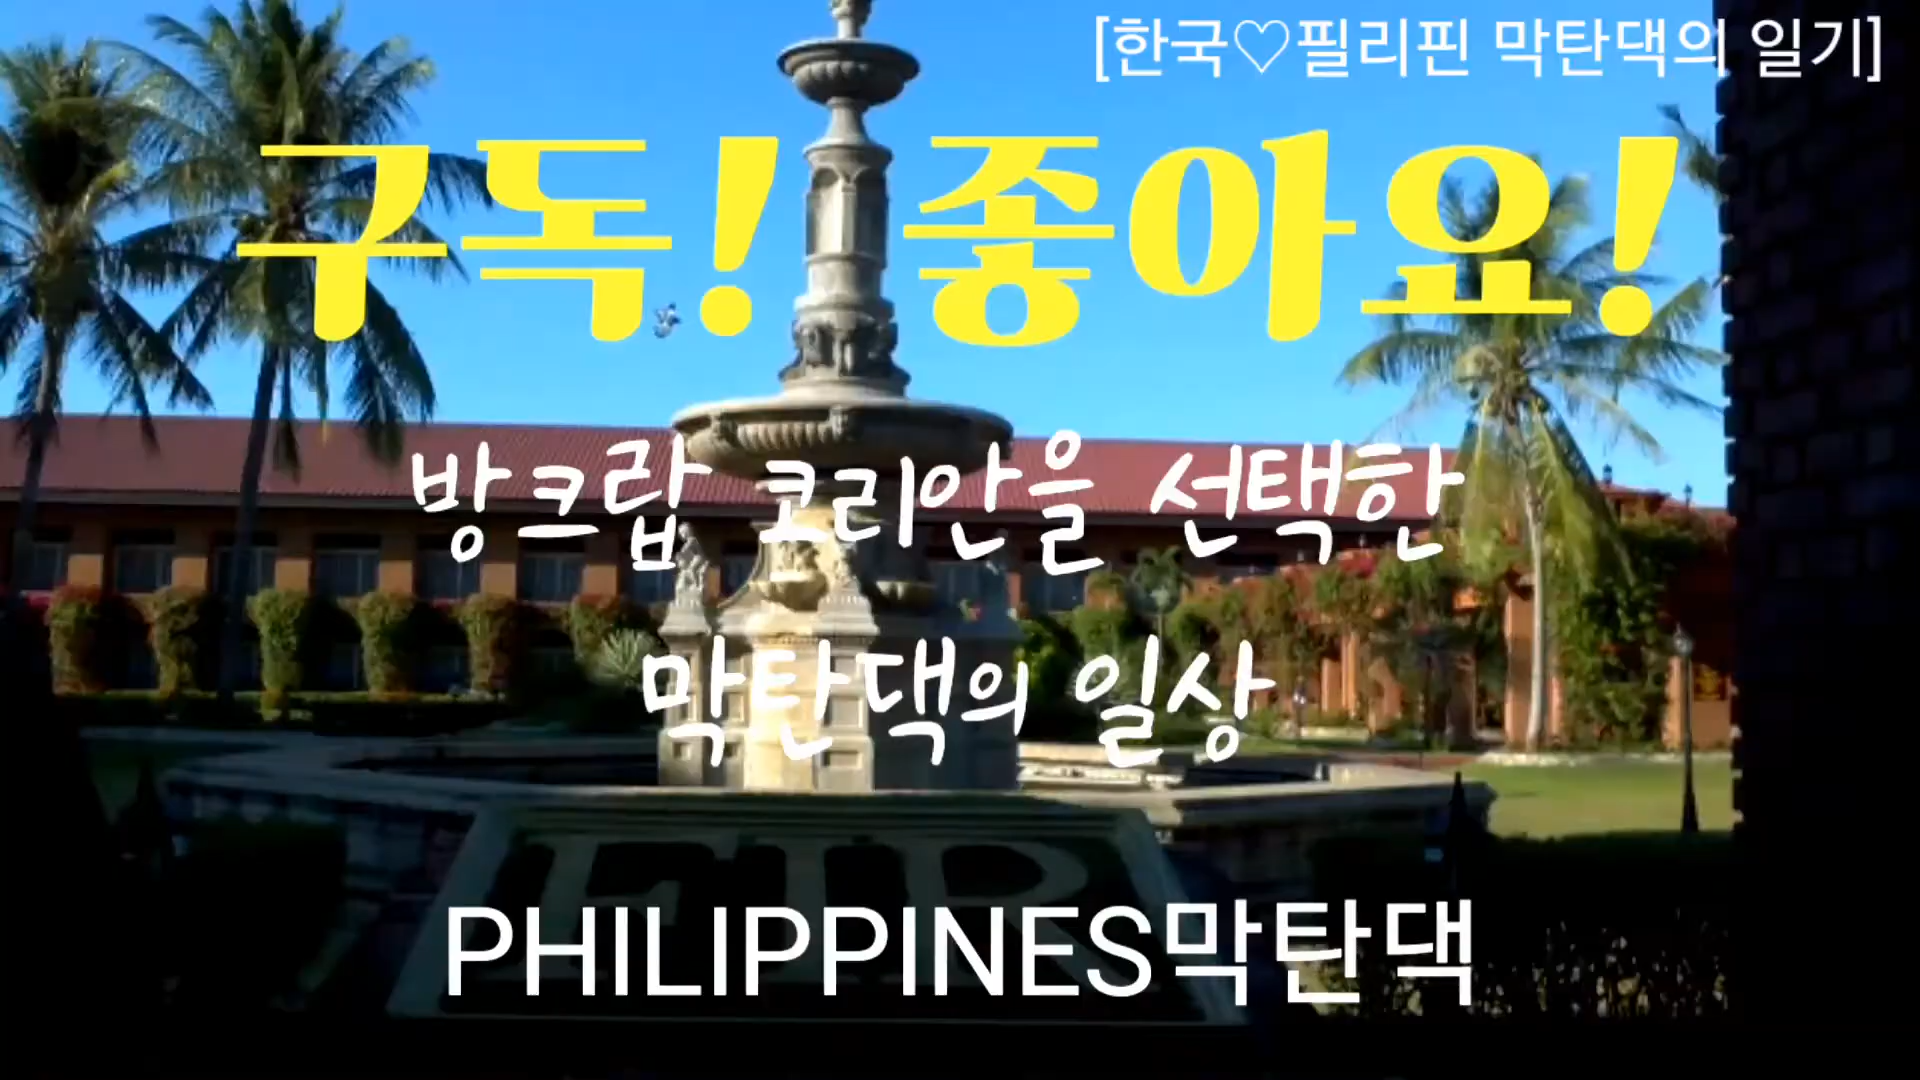 [한국♡필리핀 막탄댁의 일기]
구독! 좋아요!
방크랍 코리안을 선택한
막탄댁의 일상
FIR
PHILIPPINES막탄댁